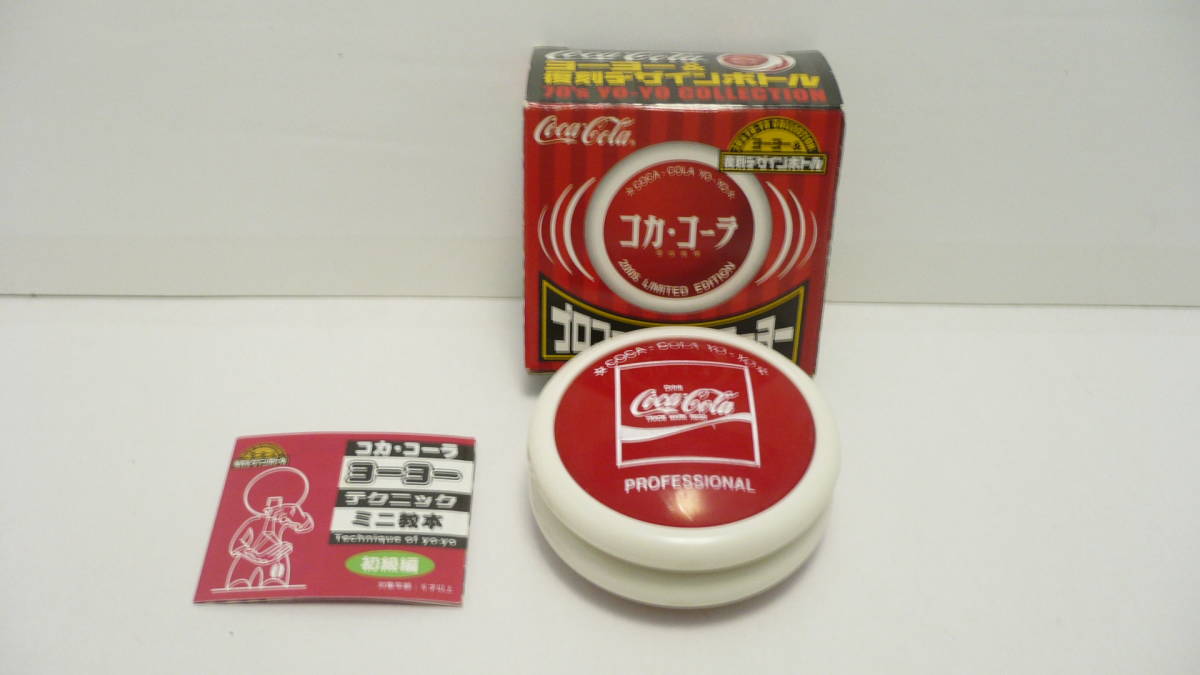 Coca-Cola
ヨーヨー &
復刻デザインボトル
70's YO-YO COLLECTION
Coca-Cola
ヨーヨー &
復刻デザインボトル
COCA-COLA YO-YO
コカ・コーラ
LIMITED EDITION
COCA-COLA YO-YO
Coca-Cola
PROFESSIONAL
コカ・コーラ
ヨーヨー
テクニック
ミニ教本
Technique of yo-yo
初級編